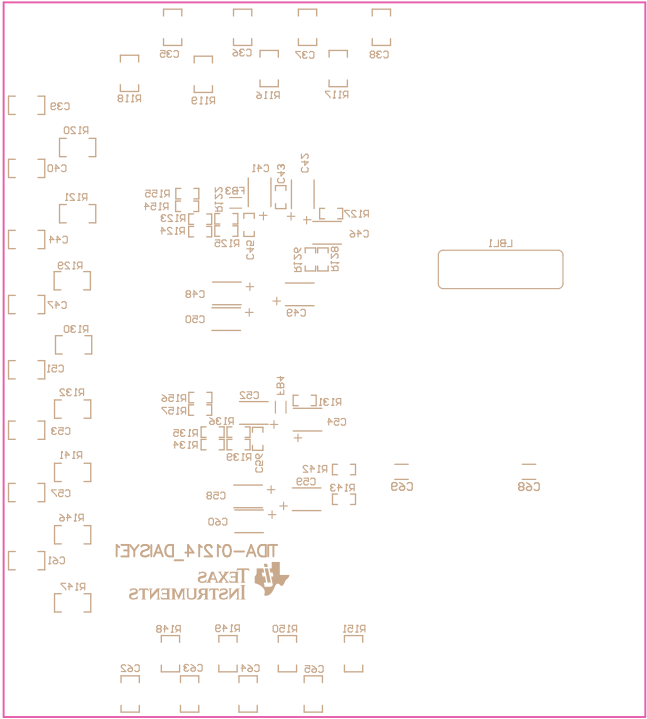 C35
C36
C37
C38
R118
R119
R116
R117
C39
R120
C40
R121
C44
R129
C47
R130
C51
R132
C53
R141
C57
R146
C61
R147
C41
C43
C42
R155
R154
R122
FB3
R123
R124
R125
C45
R127
C46
R126
R128
LBL1
C48
C49
C50
R156
R157
C52
FB4
R131
R136
R135
R134
R139
C56
C54
R142
R143
C58
C59
C60
C69
C68
TIDA-01214_DAISYE1
TEXAS
INSTRUMENTS
R148
R149
R150
R151
C62
C63
C64
C65